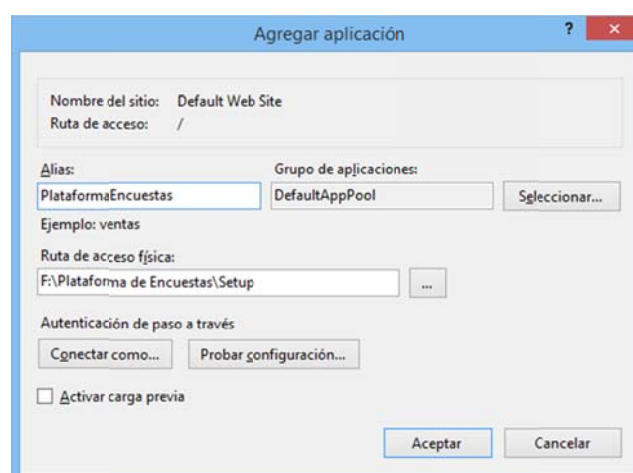 Agregar aplicación
?
Nombre del sitio: Default Web Site
Ruta de acceso: /
Alias: Grupo de aplicaciones:
PlataformaEncuestas DefaultAppPool Seleccionar...
Ejemplo: ventas
Ruta de acceso física:
F:\Plataforma de Encuestas\Setup ...
Autenticación de paso a través
Conectar como... Probar configuración...
Activar carga previa
Aceptar Cancelar